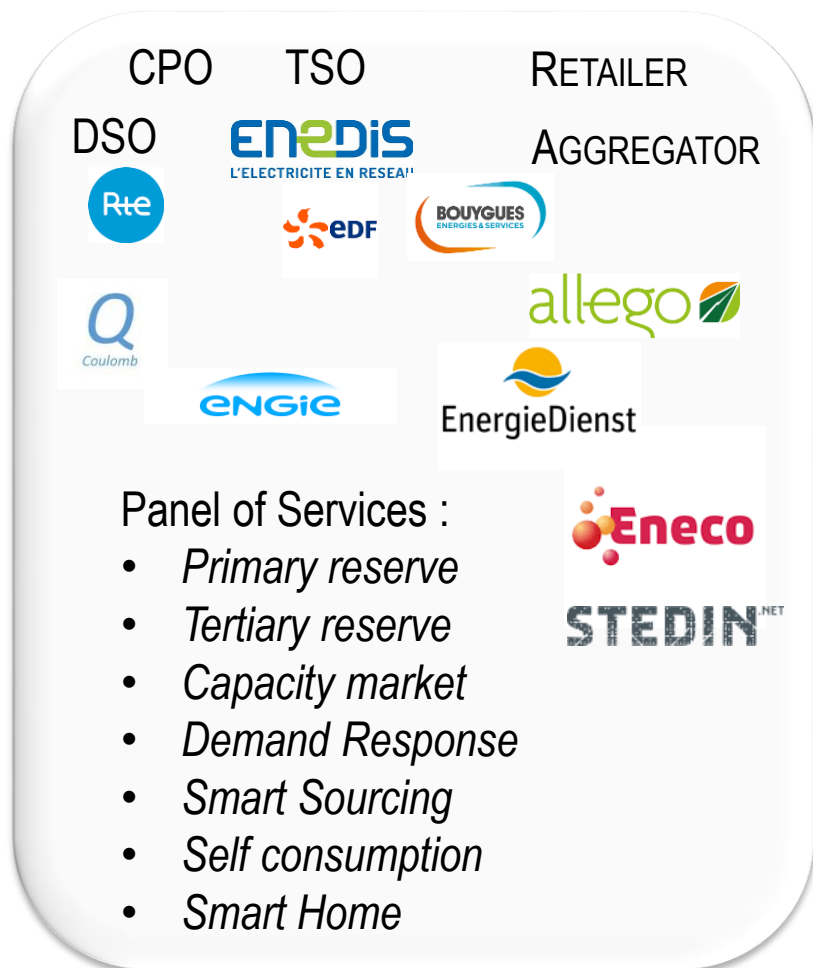 CPO TSO RETAILER
DSO AGGREGATOR
enedis
L'ELECTRICITE EN RESEAU
Rte
eDF
BOUYGUES
ENERGIES & SERVICES
allego
Q
Coulomb
enGie
EnergieDienst
Eneco
STEDIN.NET
Panel of Services :
• Primary reserve
• Tertiary reserve
• Capacity market
• Demand Response
• Smart Sourcing
• Self consumption
• Smart Home